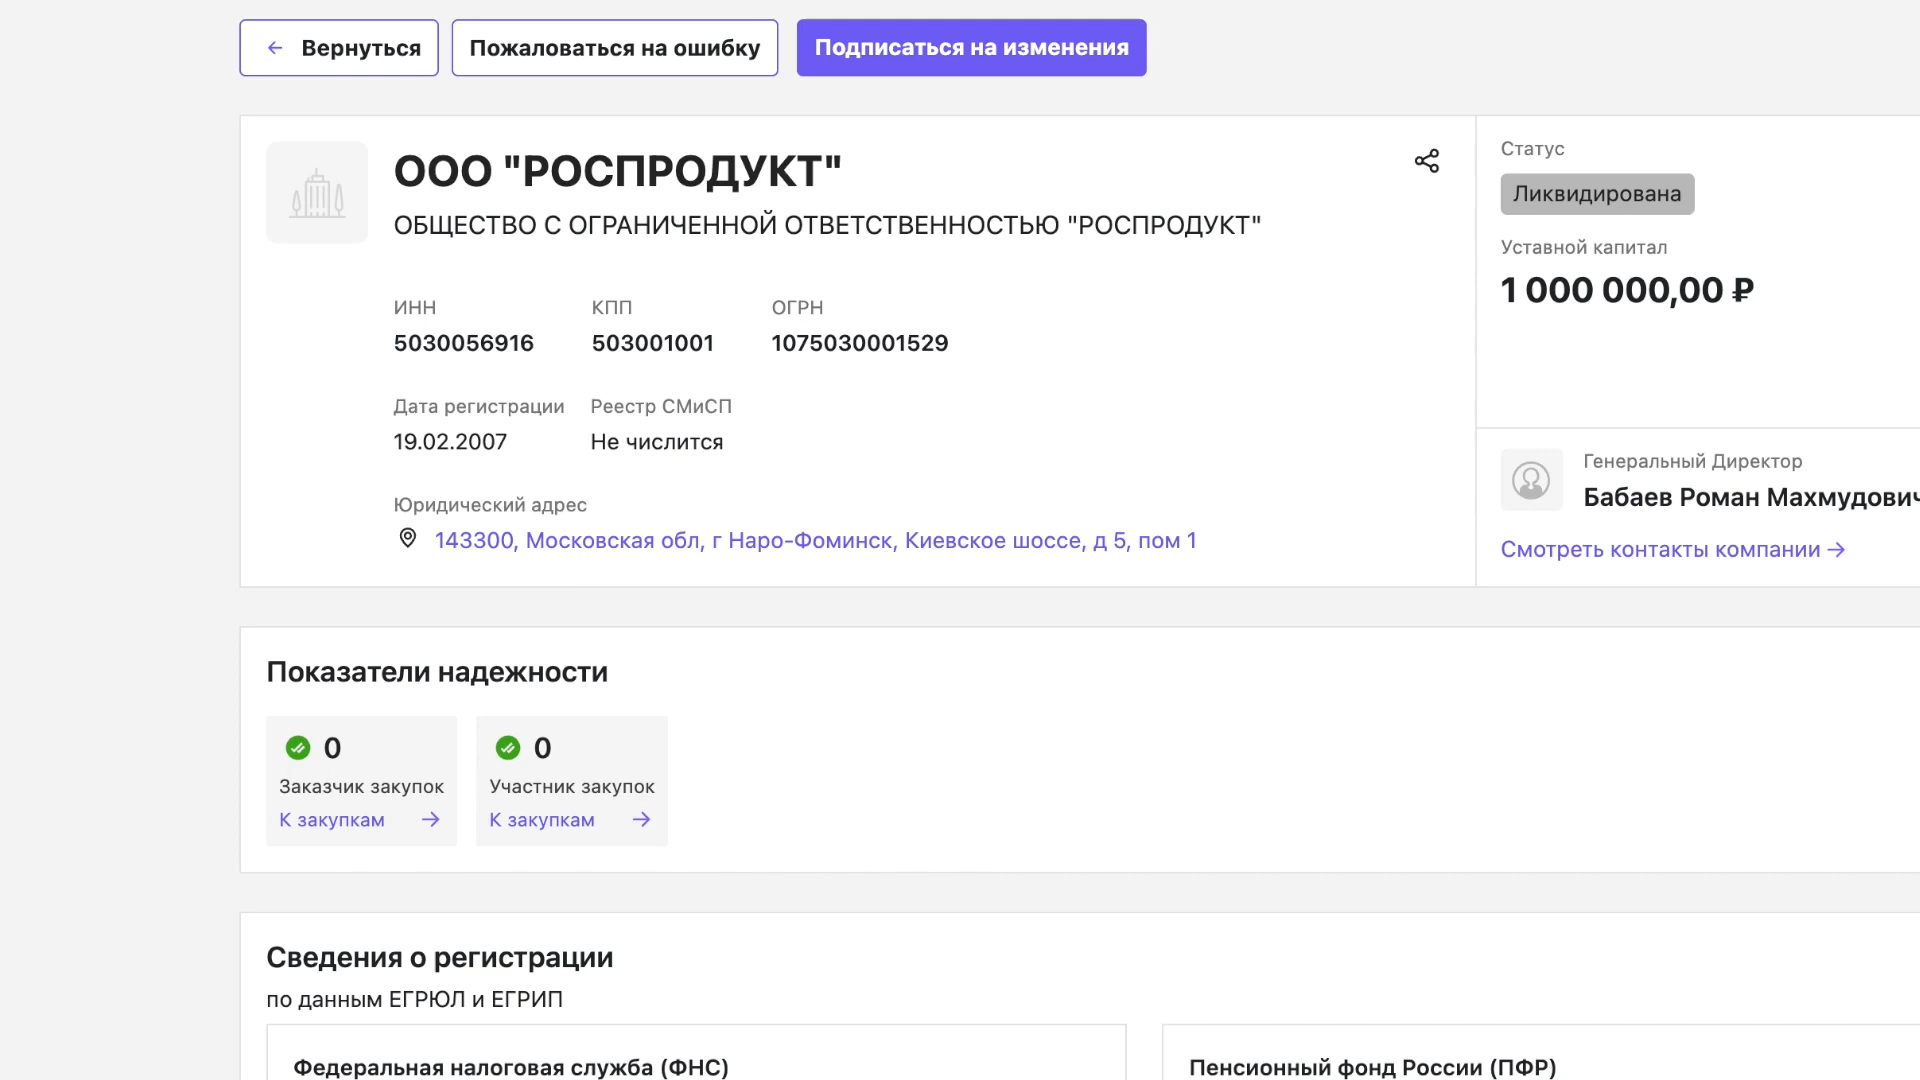 Вернуться
Пожаловаться на ошибку
Подписаться на изменения
ООО "РОСПРОДУКТ"
ОБЩЕСТВО С ОГРАНИЧЕННОЙ ОТВЕТСТВЕННОСТЬЮ "РОСПРОДУКТ"
ИНН
5030056916
КПП
503001001
ОГРН
1075030001529
Дата регистрации
19.02.2007
Реестр СМиСП
Не числится
Юридический адрес
143300, Московская обл, г Наро-Фоминск, Киевское шоссе, д 5, пом 1
Статус
Ликвидирована
Уставной капитал
1 000 000,00 ₽
Генеральный Директор
Бабаев Роман Махмудович
Смотреть контакты компании →
Показатели надежности
0
Заказчик закупок
К закупкам →
0
Участник закупок
К закупкам →
Сведения о регистрации
по данным ЕГРЮЛ и ЕГРИП
Федеральная налоговая служба (ФНС)
Пенсионный фонд России (ПФР)